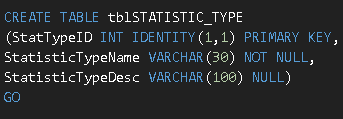 CREATE TABLE tblSTATISTIC_TYPE
(StatTypeID INT IDENTITY(1,1) PRIMARY KEY,
StatisticTypeName VARCHAR(30) NOT NULL,
StatisticTypeDesc VARCHAR(100) NULL)
GO